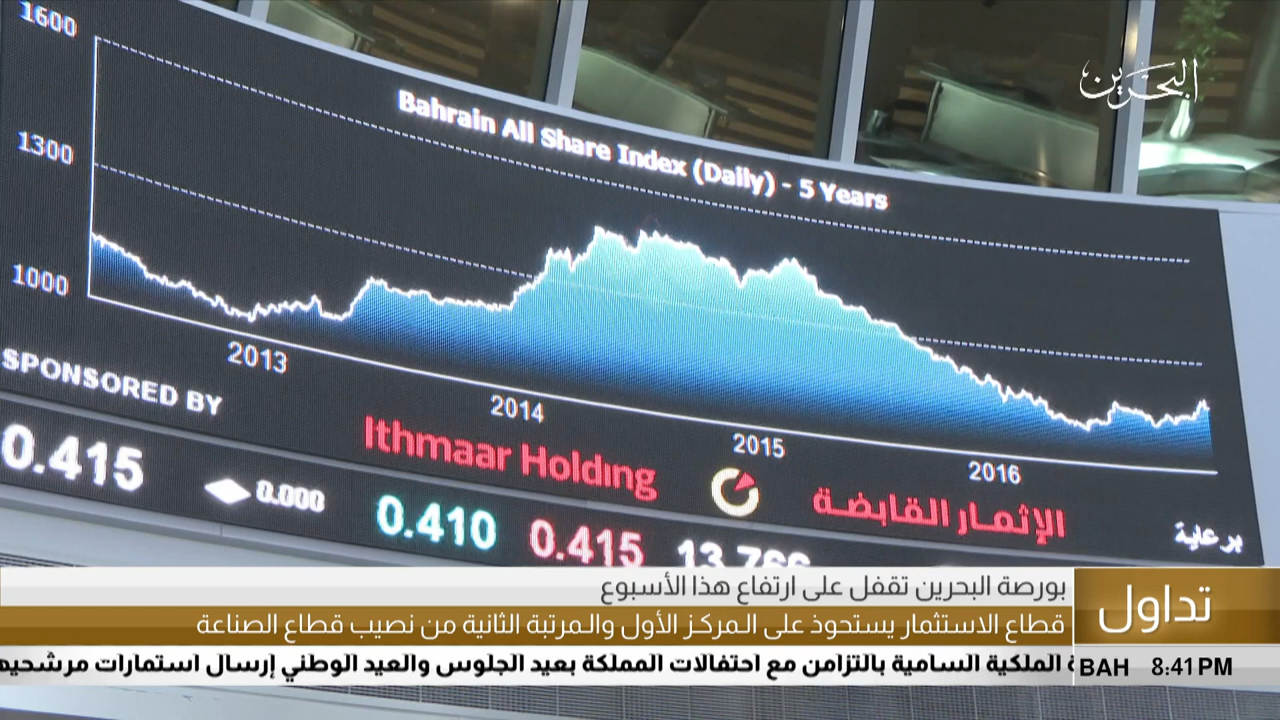 1600
البحرين
Bahrain All Share Index (Daily) - 5 Years
1300
1000
2013
2014
2015
2016
SPONSORED BY
Ithmaar Holding
الإثمار القابضة
برعاية
0.415
0.000
0.410
0.415
13.766
تداول
بورصة البحرين تقفل على ارتفاع هذا الأسبوع
قطاع الاستثمار يستحوذ على المركز الأول والمرتبة الثانية من نصيب قطاع الصناعة
الملكية السامية بالتزامن مع احتفالات المملكة بعيد الجلوس والعيد الوطني إرسال استمارات
BAH 8:41 PM